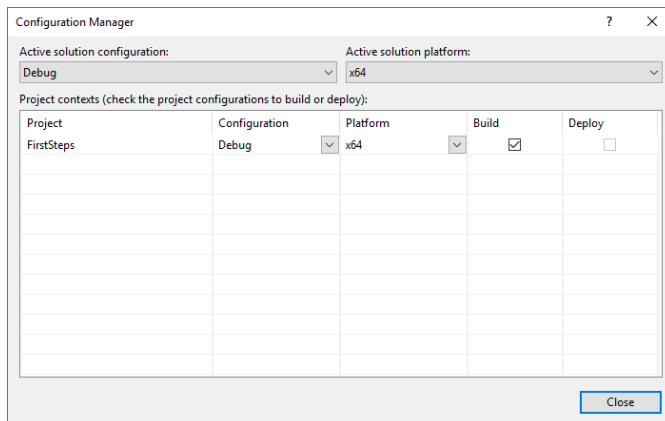 Configuration Manager
Active solution configuration: Active solution platform:
Debug x64
Project contexts (check the project configurations to build or deploy):
Project Configuration Platform Build Deploy
FirstSteps Debug x64
Close